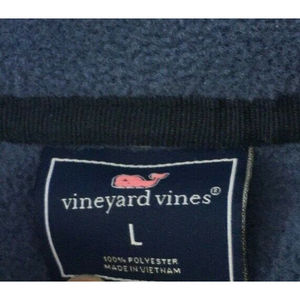 vineyard vines®
L
100% POLYESTER
MADE IN VIETNAM